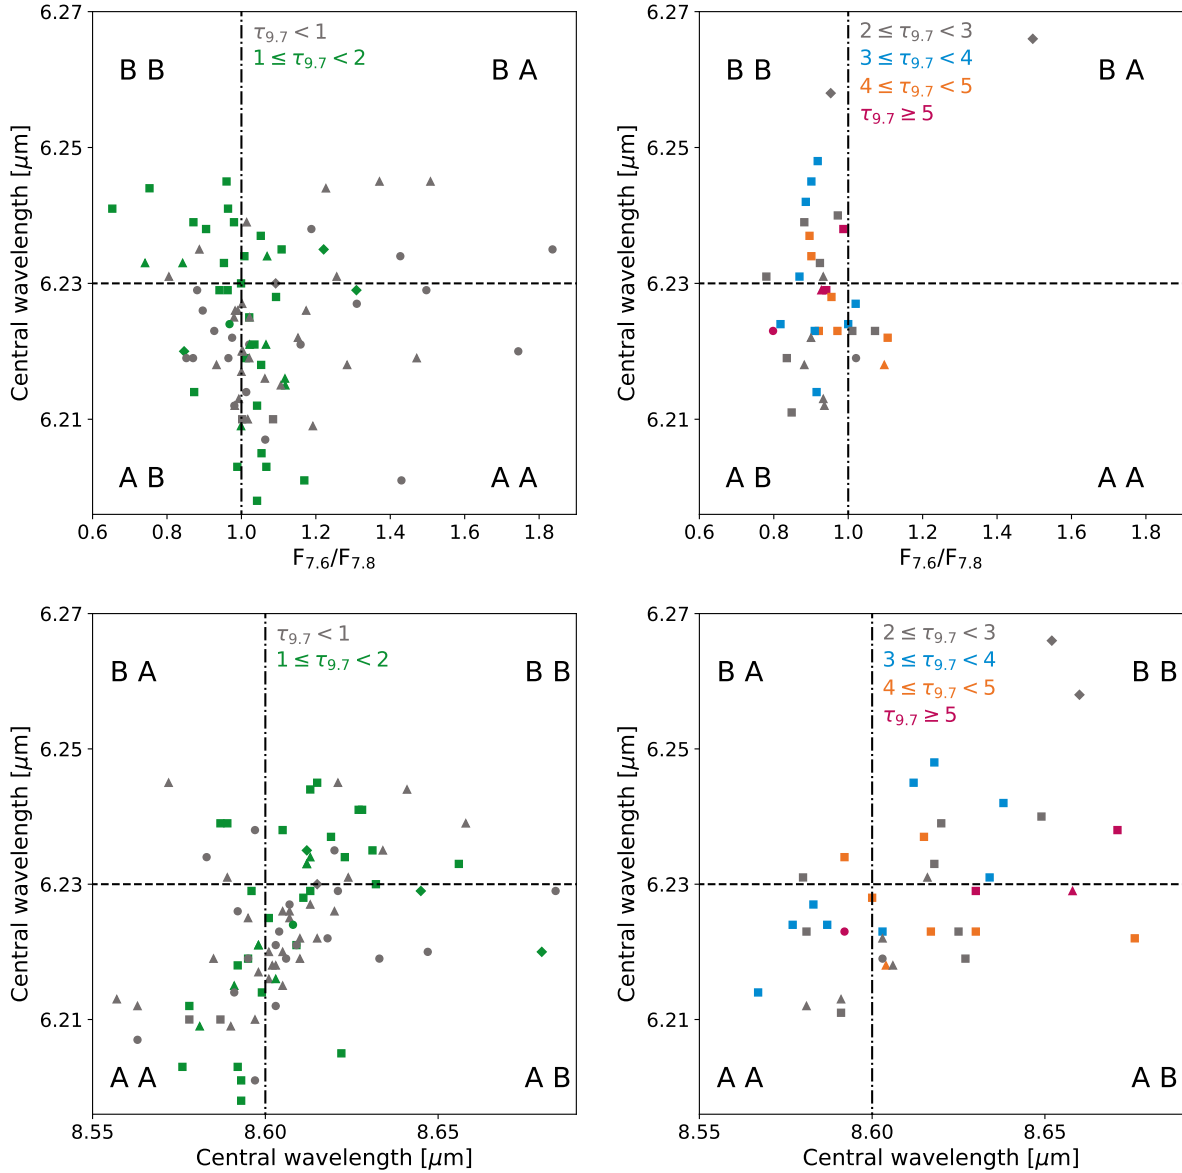 6.27
6.25
6.23
6.21
Central wavelength [μm]
τ9.7 < 1
1 ≤ τ9.7 < 2
B B
B A
A B
A A
0.6
0.8
1.0
1.2
1.4
1.6
1.8
F7.6/F7.8
6.27
6.25
6.23
6.21
Central wavelength [μm]
2 ≤ τ9.7 < 3
3 ≤ τ9.7 < 4
4 ≤ τ9.7 < 5
τ9.7 ≥ 5
B B
B A
A B
A A
0.6
0.8
1.0
1.2
1.4
1.6
1.8
F7.6/F7.8
6.27
6.25
6.23
6.21
Central wavelength [μm]
τ9.7 < 1
1 ≤ τ9.7 < 2
B A
B B
A A
A B
8.55
8.60
8.65
Central wavelength [μm]
6.27
6.25
6.23
6.21
Central wavelength [μm]
2 ≤ τ9.7 < 3
3 ≤ τ9.7 < 4
4 ≤ τ9.7 < 5
τ9.7 ≥ 5
B A
B B
A A
A B
8.55
8.60
8.65
Central wavelength [μm]